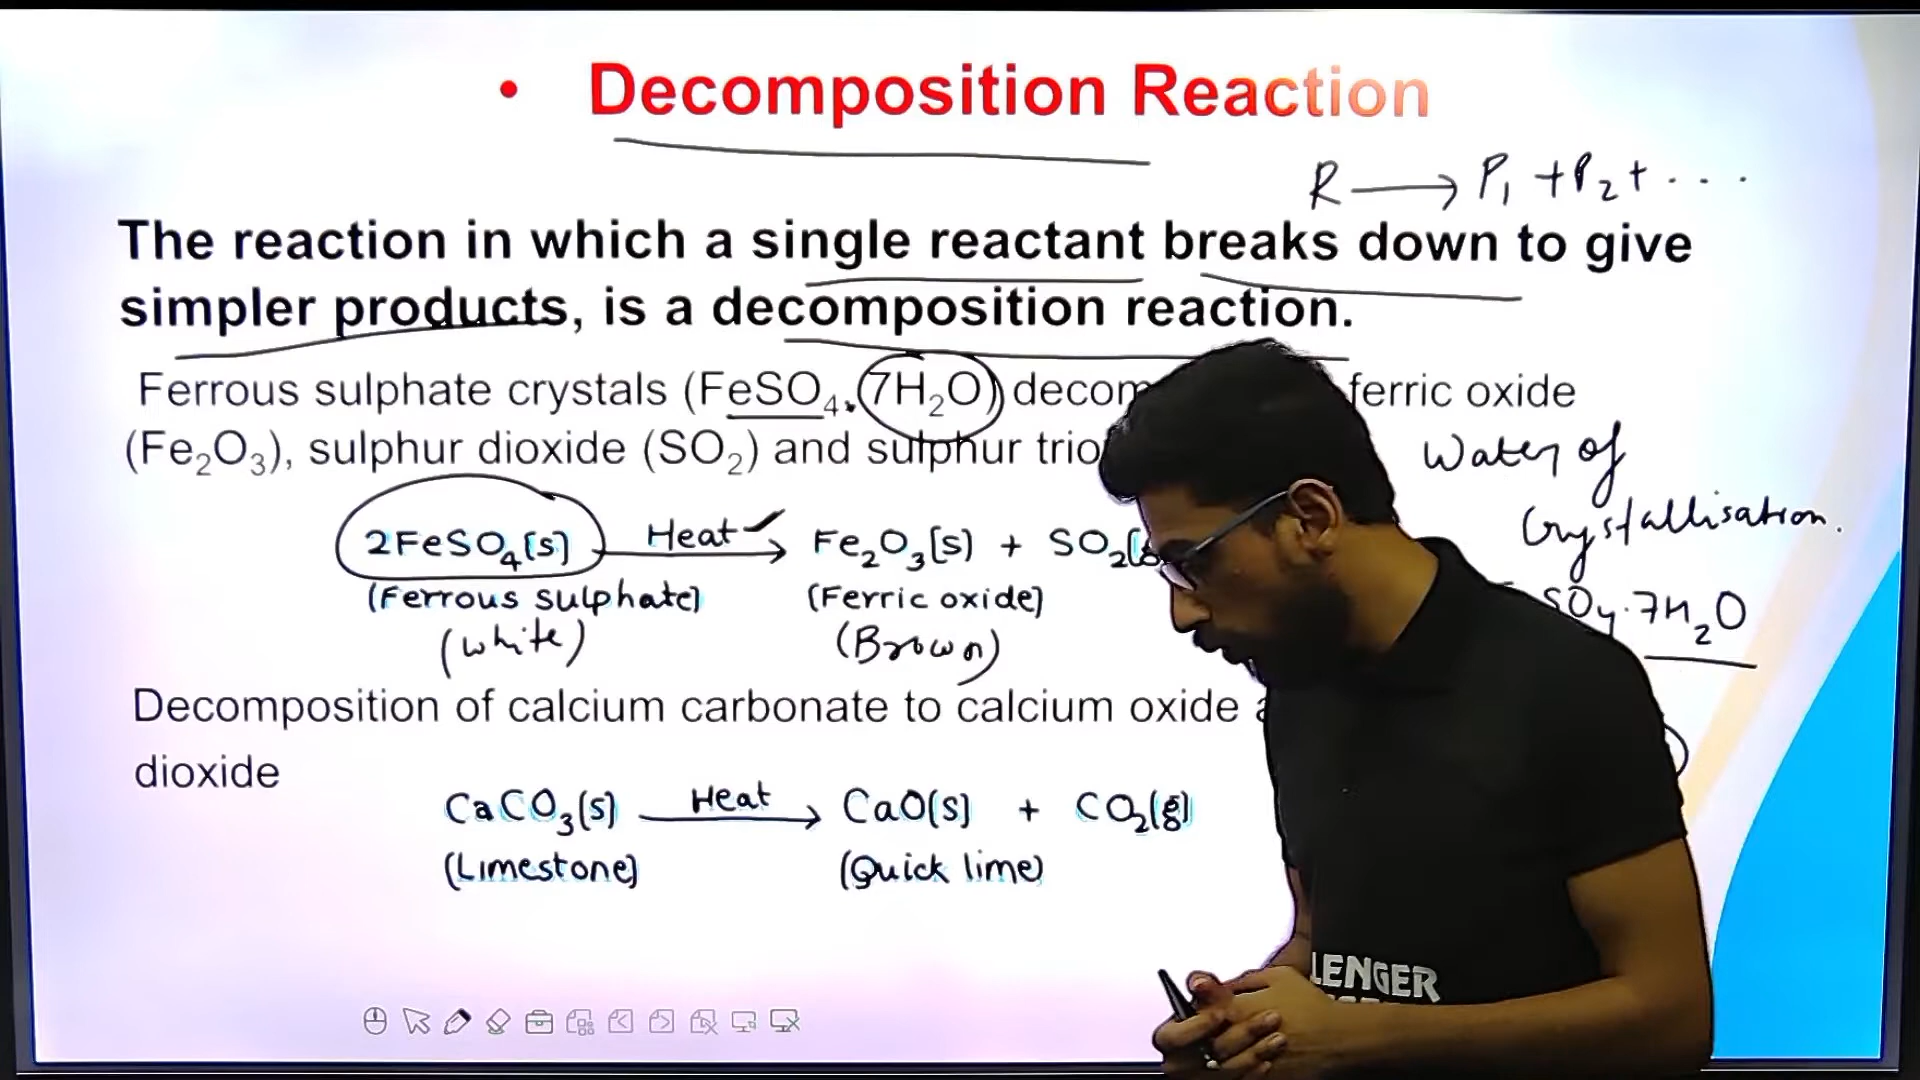 • Decomposition Reaction
R → P₁ + P₂ + ...
The reaction in which a single reactant breaks down to give
simpler products, is a decomposition reaction.
Ferrous sulphate crystals (FeSO₄.7H₂O) ferric oxide
(Fe₂O₃), sulphur dioxide (SO₂) and sulphur
Water of
Crystallisation.
2FeSO₄(s) Heat → Fe₂O₃(s) + SO₂
(Ferrous sulphate) (Ferric oxide)
(white) (Brown)
SO₄.7H₂O
Decomposition of calcium carbonate to calcium oxide
dioxide
CaCO₃(s) Heat → CaO(s) + CO₂(g)
(Limestone) (Quick lime)
LENGER